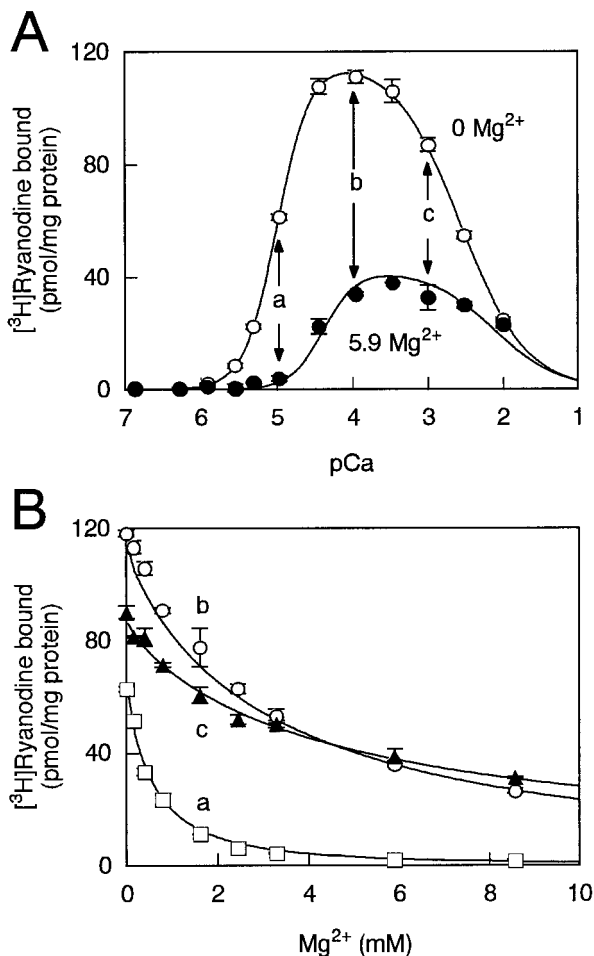 A
[³H]Ryanodine bound
(pmol/mg protein)
120
80
40
0
0 Mg²⁺
b
c
a
5.9 Mg²⁺
7 6 5 4 3 2 1
pCa
B
[³H]Ryanodine bound
(pmol/mg protein)
120
80
40
0
b
c
a
0 2 4 6 8 10
Mg²⁺ (mM)